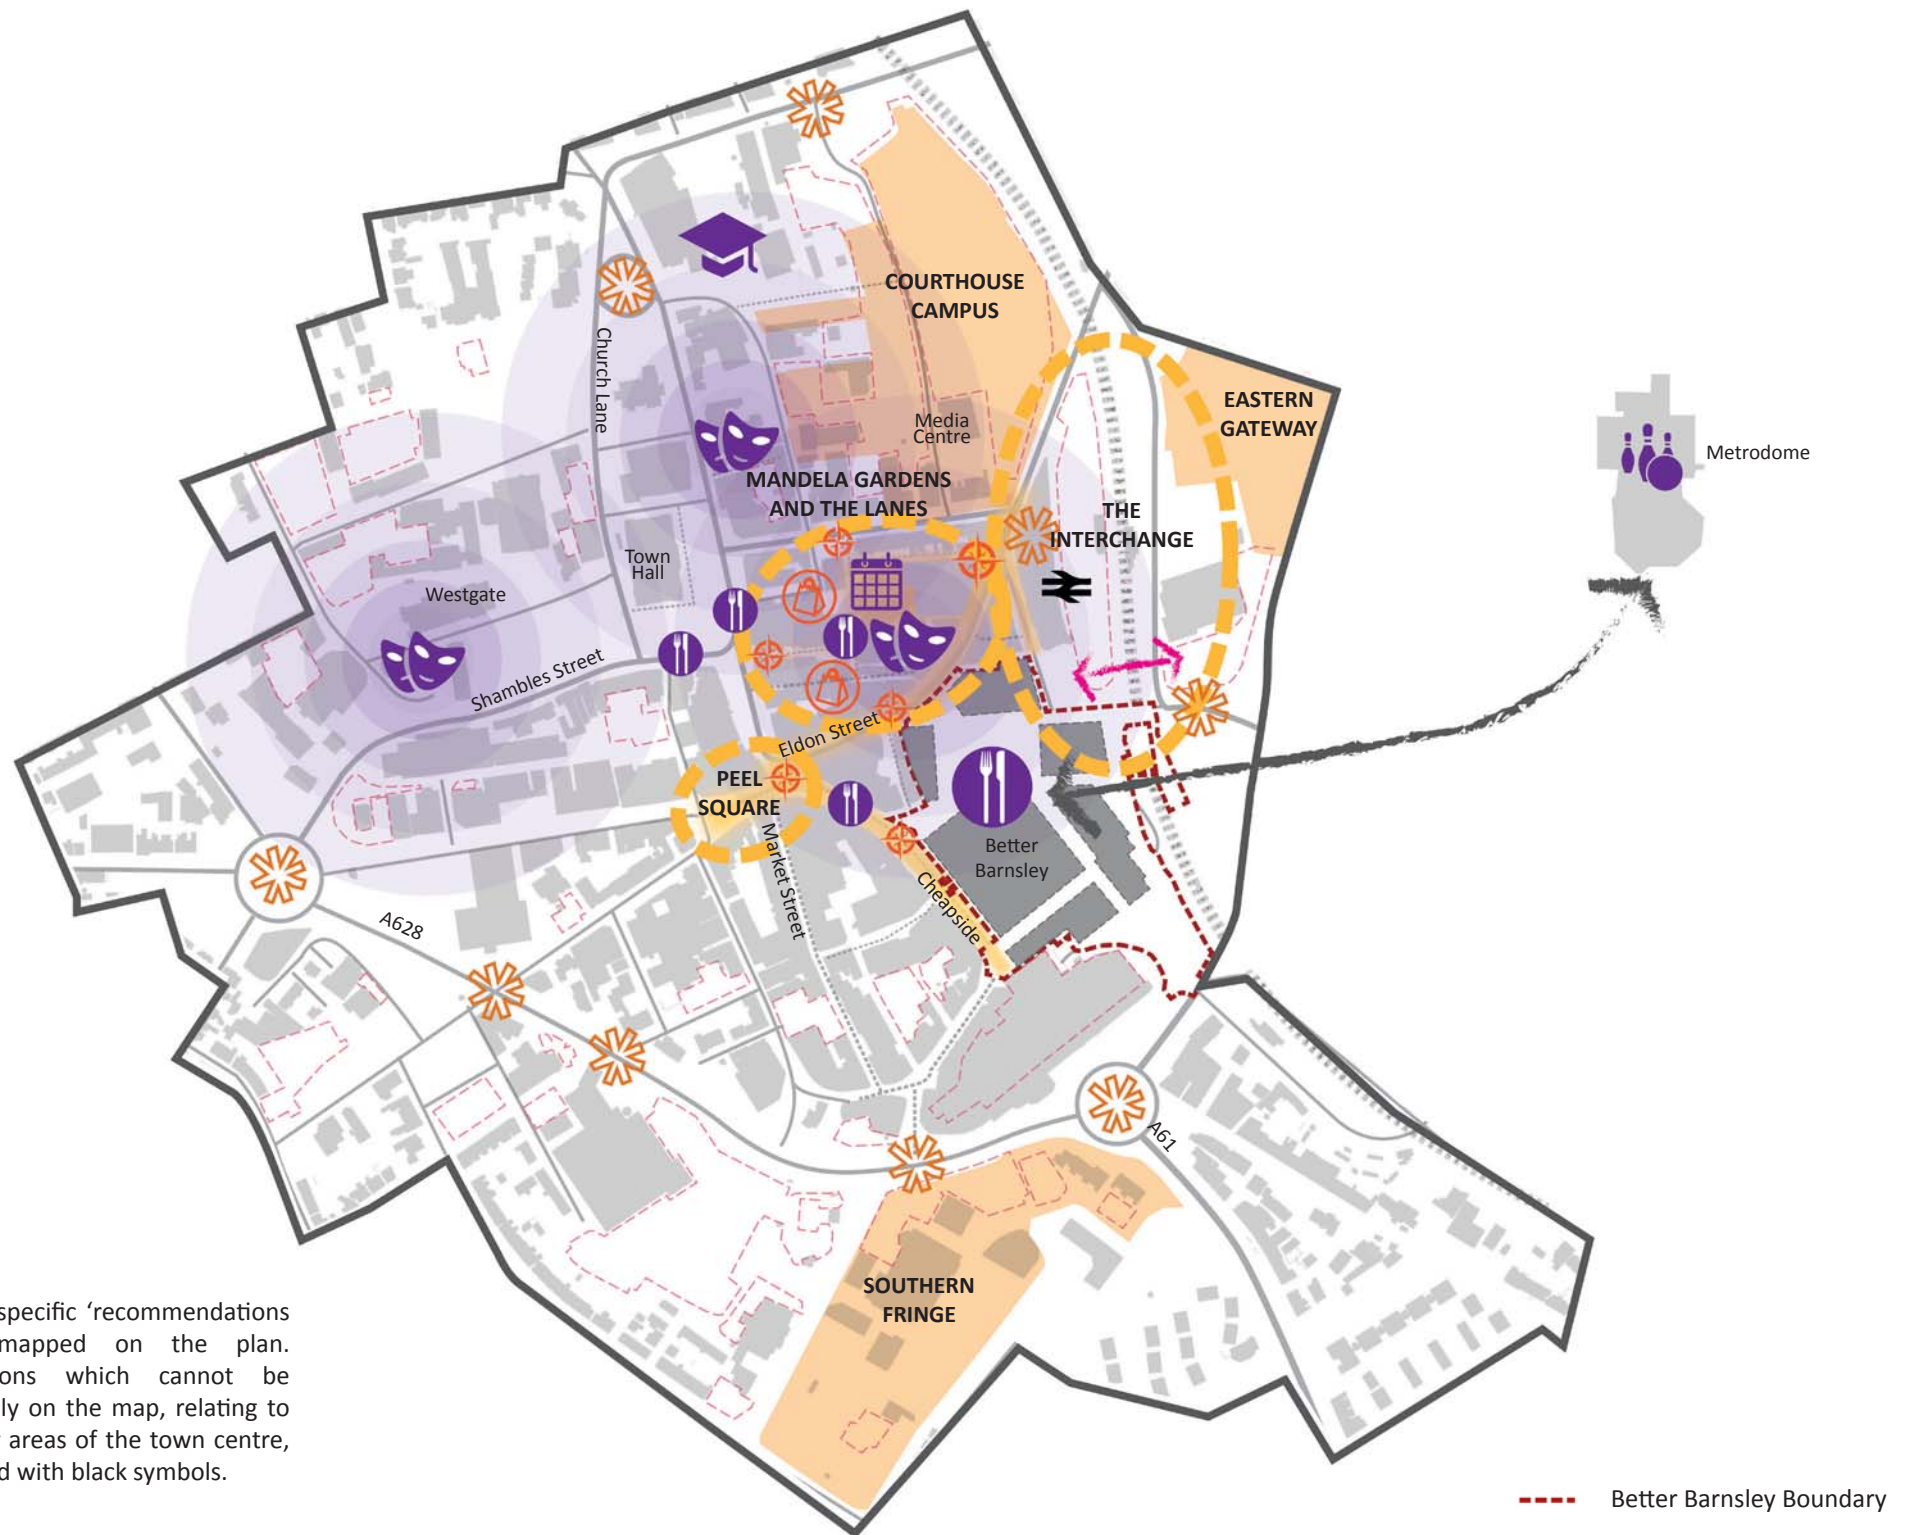 COURTHOUSE
CAMPUS
Church Lane
EASTERN
GATEWAY
Media
Centre
Metrodome
MANDELA GARDENS
AND THE LANES
THE
INTERCHANGE
Town
Hall
Westgate
Shambles Street
Eldon Street
PEEL
SQUARE
Market Street
Better
Barnsley
Cheapside
A628
A61
SOUTHERN
FRINGE
specific ‘recommendations
mapped on the plan.
ons which cannot be
ly on the map, relating to
areas of the town centre,
d with black symbols.
Better Barnsley Boundary